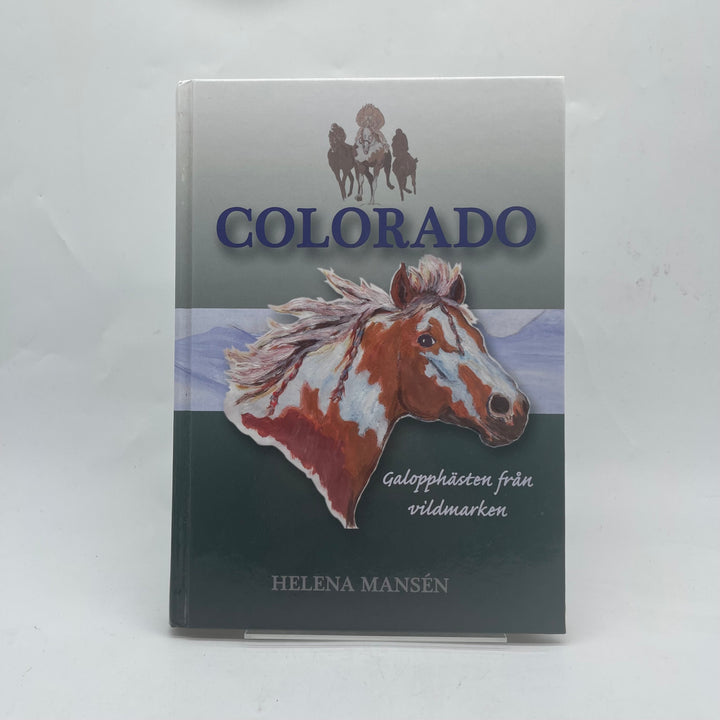 COLORADO
Galopphästen från
vildmarken
HELENA MANSÉN